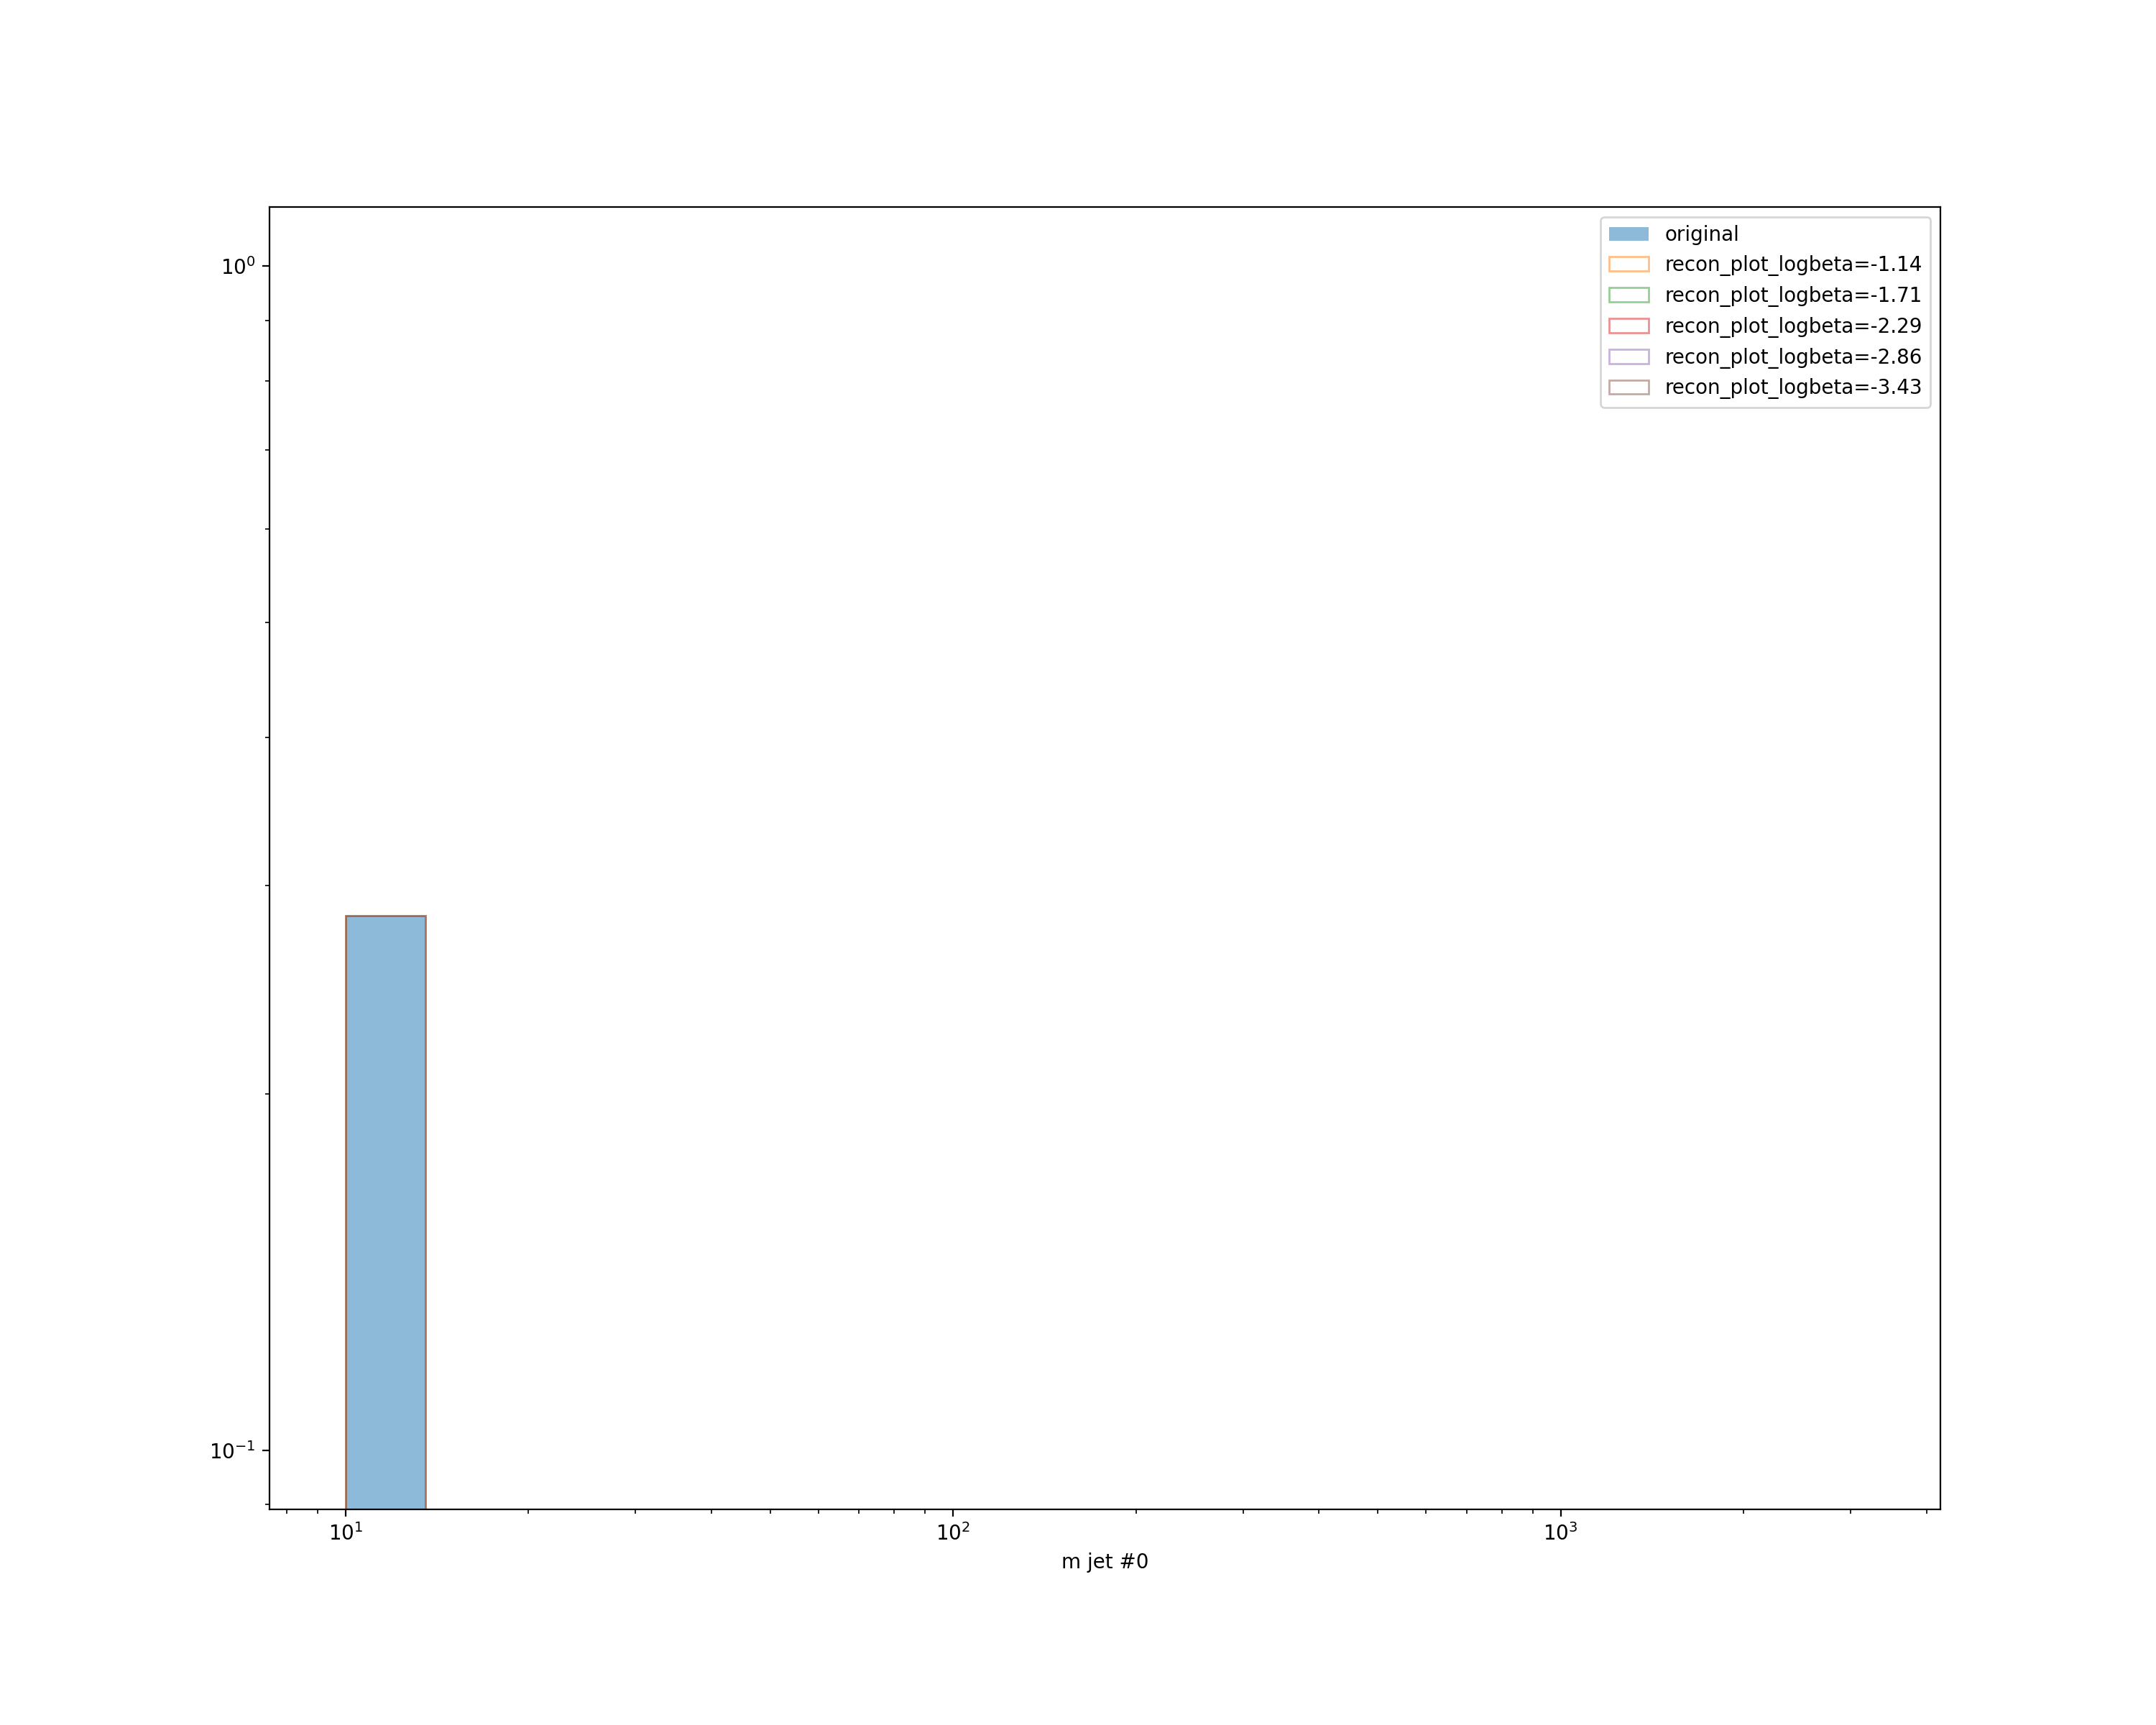 original
recon_plot_logbeta=-1.14
recon_plot_logbeta=-1.71
recon_plot_logbeta=-2.29
recon_plot_logbeta=-2.86
recon_plot_logbeta=-3.43
10⁰
10⁻¹
10¹ 10² 10³
m jet #0